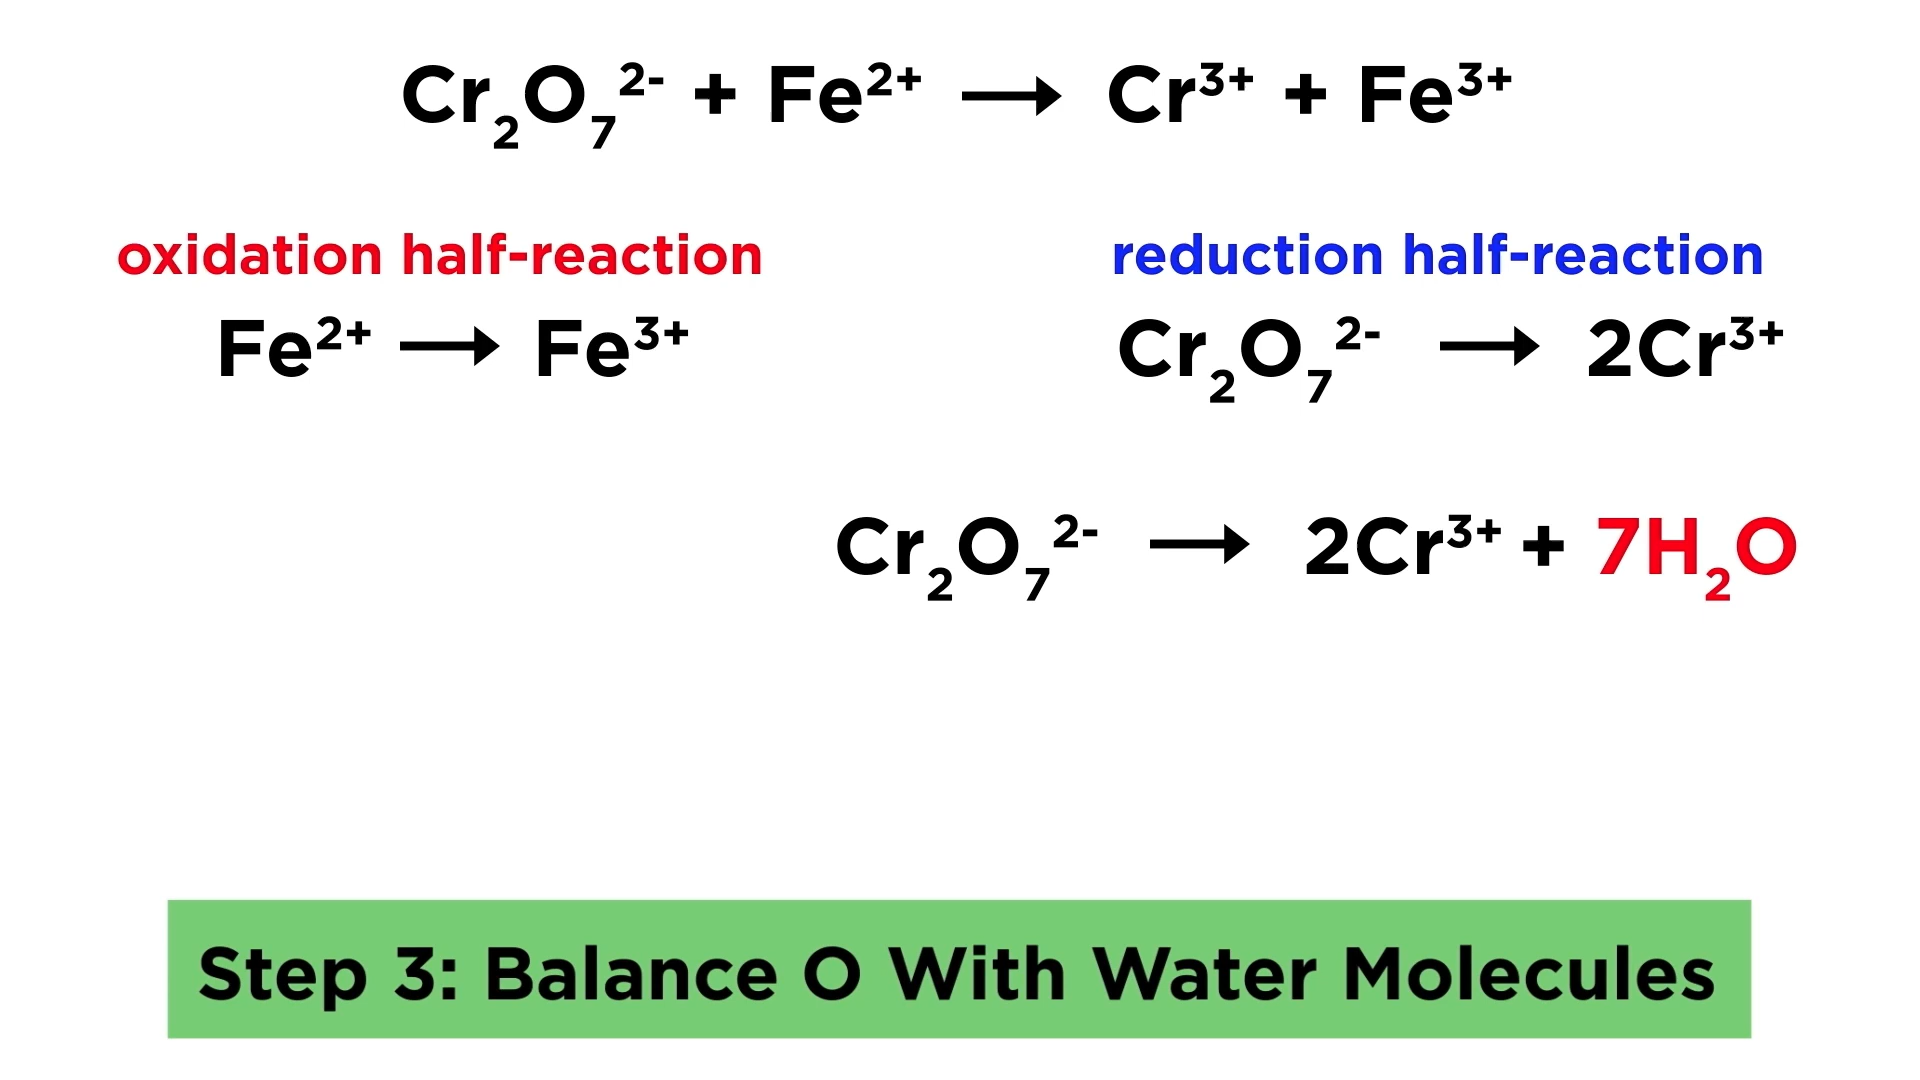 Cr₂O₇²⁻ + Fe²⁺ → Cr³⁺ + Fe³⁺
oxidation half-reaction
reduction half-reaction
Fe²⁺ → Fe³⁺
Cr₂O₇²⁻ → 2Cr³⁺
Cr₂O₇²⁻ → 2Cr³⁺ + 7H₂O
Step 3: Balance O With Water Molecules